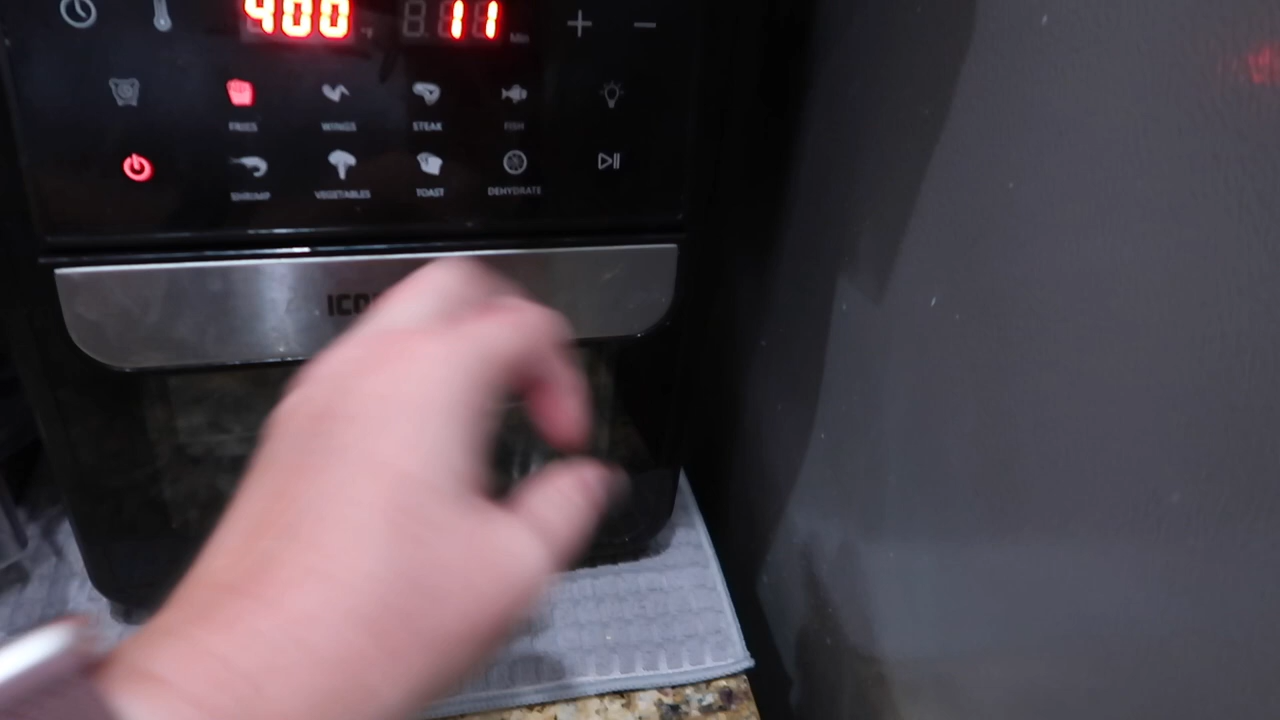 400 °F 11 Min
FRIES WINGS STEAK FISH
SHRIMP VEGETABLES TOAST DEHYDRATE